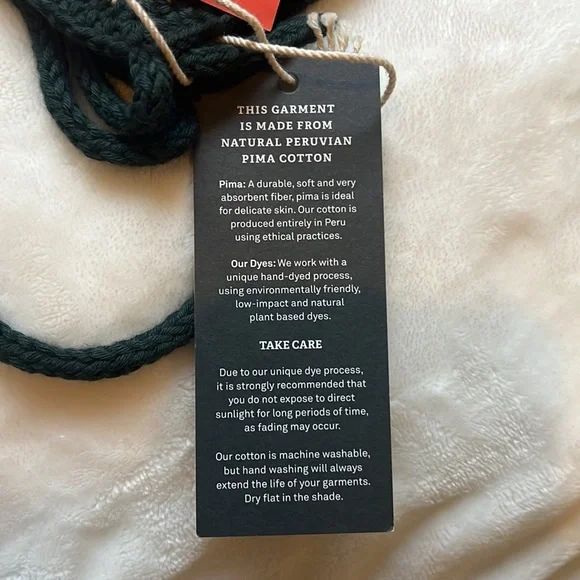 THIS GARMENT
IS MADE FROM
NATURAL PERUVIAN
PIMA COTTON
Pima: A durable, soft and very
absorbent fiber, pima is ideal
for delicate skin. Our cotton is
produced entirely in Peru
using ethical practices.
Our Dyes: We work with a
unique hand-dyed process,
using environmentally friendly,
low-impact and natural
plant based dyes.
TAKE CARE
Due to our unique dye process,
it is strongly recommended that
you do not expose to direct
sunlight for long periods of time,
as fading may occur.
Our cotton is machine washable,
but hand washing will always
extend the life of your garments.
Dry flat in the shade.